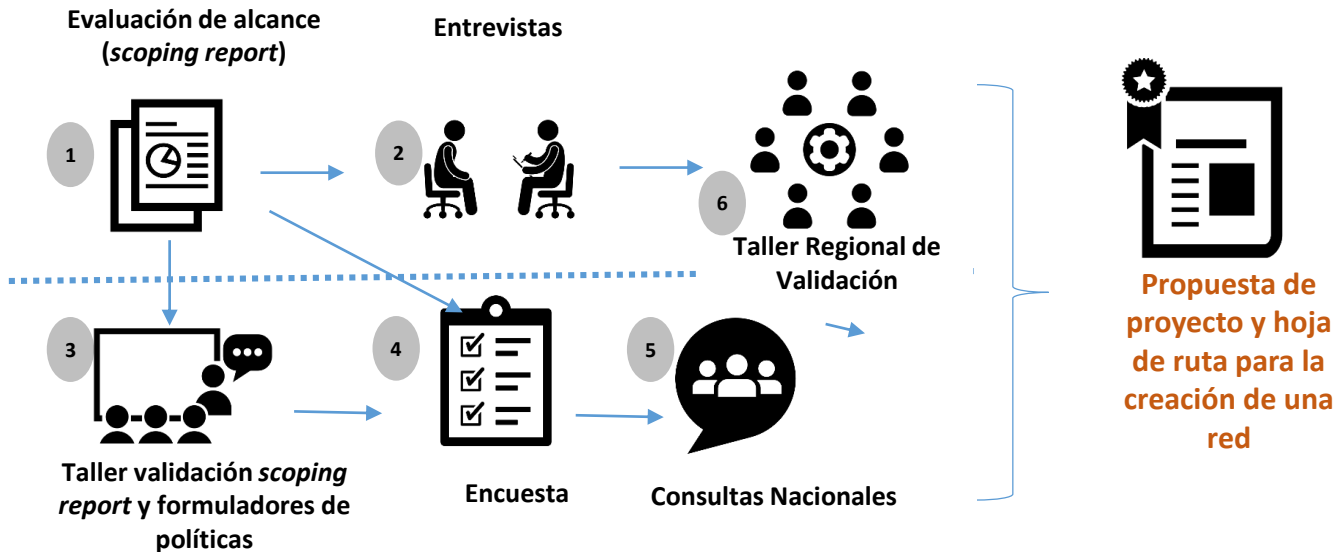 Evaluación de alcance
(scoping report)
Entrevistas
1
2
6
Taller Regional de
Validación
3
4
5
Taller validación scoping
report y formuladores de
políticas
Encuesta
Consultas Nacionales
Propuesta de
proyecto y hoja
de ruta para la
creación de una
red